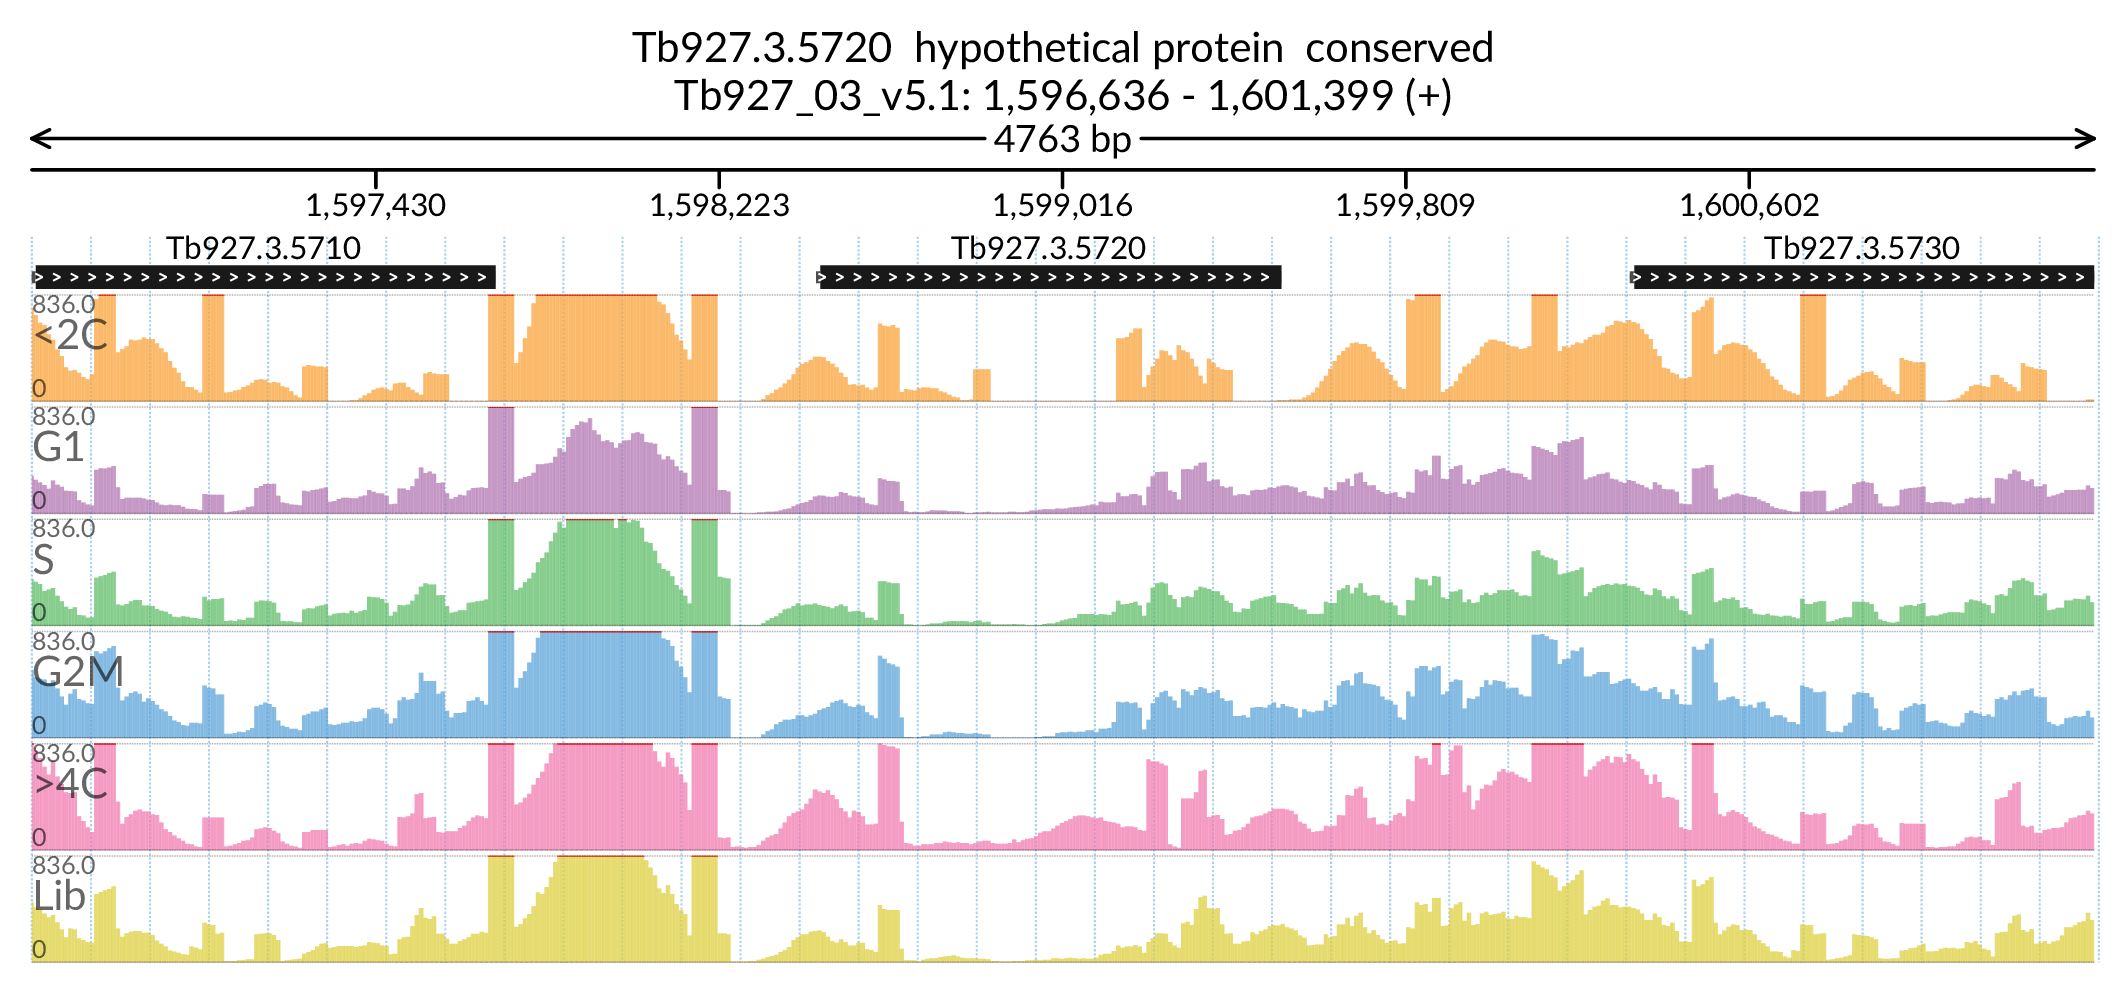 Tb927.3.5720  hypothetical protein  conserved
Tb927_03_v5.1: 1,596,636 - 1,601,399 (+)
4763 bp
1,597,430 1,598,223 1,599,016 1,599,809 1,600,602
Tb927.3.5710 Tb927.3.5720 Tb927.3.5730
836.0
<2C
0
836.0
G1
0
836.0
S
0
836.0
G2M
0
836.0
>4C
0
836.0
Lib
0